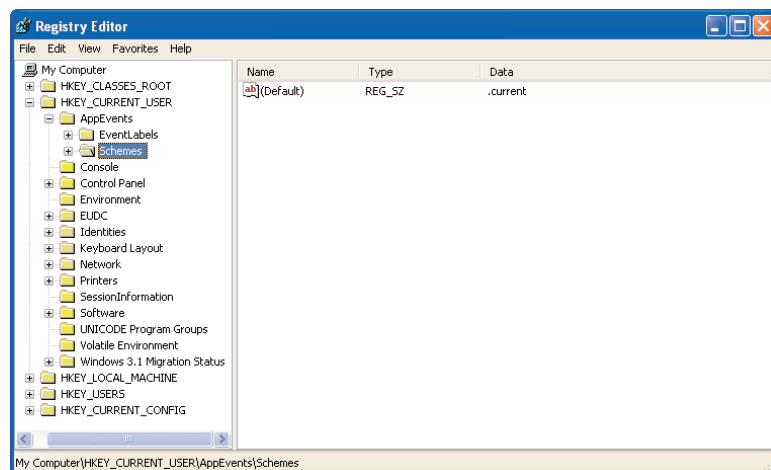 Registry Editor
File Edit View Favorites Help
My Computer
HKEY_CLASSES_ROOT
HKEY_CURRENT_USER
AppEvents
EventLabels
Schemes
Console
Control Panel
Environment
EUDC
Identities
Keyboard Layout
Network
Printers
SessionInformation
Software
UNICODE Program Groups
Volatile Environment
Windows 3.1 Migration Status
HKEY_LOCAL_MACHINE
HKEY_USERS
HKEY_CURRENT_CONFIG
Name Type Data
ab (Default) REG_SZ .current
My Computer\HKEY_CURRENT_USER\AppEvents\Schemes